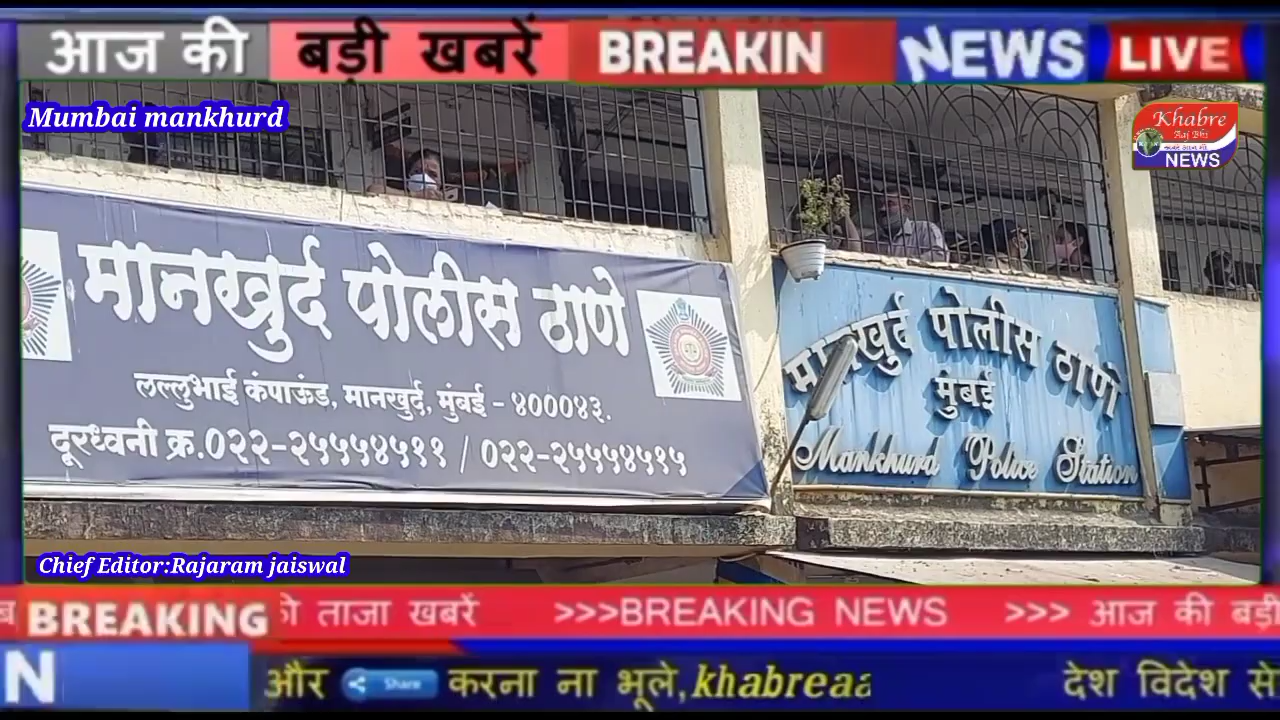 आज की बड़ी खबरें BREAKIN NEWS LIVE
Mumbai mankhurd
Khabre
Aaj Bhi
NEWS
मानखुर्द पोलीस ठाणे
लल्लुभाई कंपाऊंड, मानखुर्द, मुंबई - ४०००४३.
दूरध्वनी क्र.०२२-२५५५४५११ / ०२२-२५५५४५१५
मानखुर्द पोलीस ठाणे
मुंबई
Mankhurd Police Station
Chief Editor:Rajaram jaiswal
BREAKING ताजा खबरें >>>BREAKING NEWS >>> आज की बड़ी
N और Share करना ना भूले,khabreaa देश विदेश से